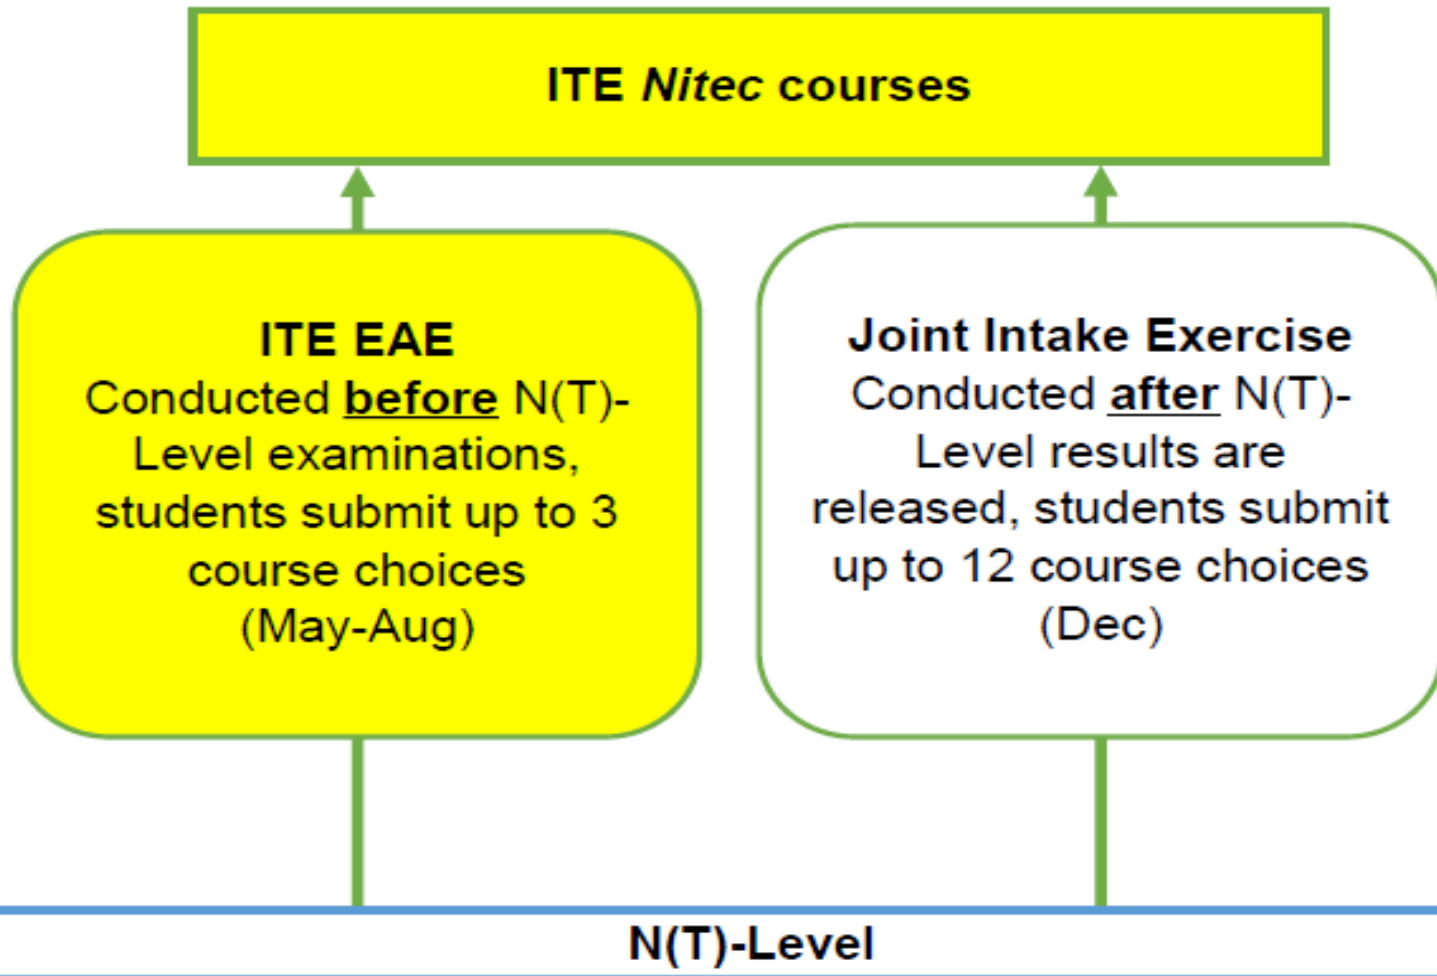 ITE Nitec courses
ITE EAE
Conducted before N(T)-
Level examinations,
students submit up to 3
course choices
(May-Aug)
Joint Intake Exercise
Conducted after N(T)-
Level results are
released, students submit
up to 12 course choices
(Dec)
N(T)-Level